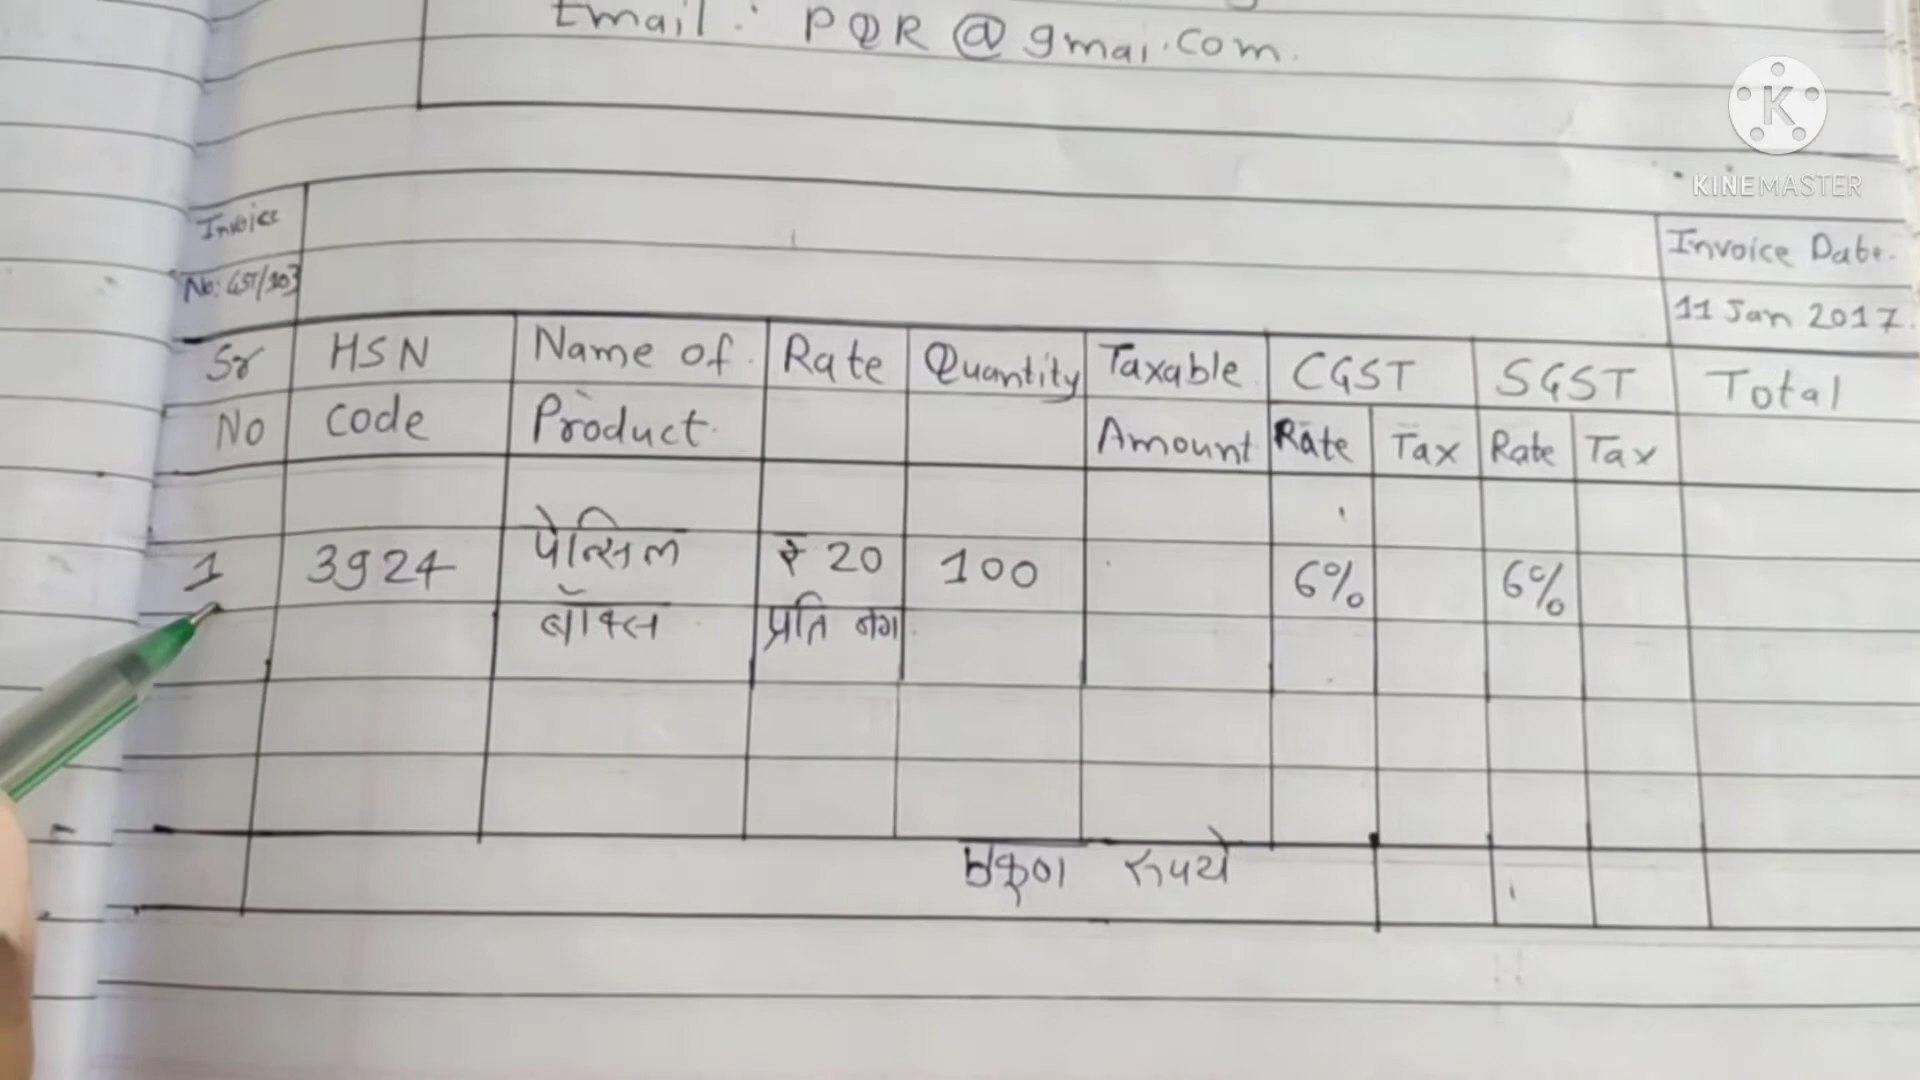 Email : PQR @ gmai.com.
KINEMASTER
Invoice
No: GST/103
Invoice Date.
11 Jan 2017.
Sr No
HSN code
Name of Product.
Rate
Quantity
Taxable Amount
CGST
Rate Tax
SGST
Rate Tax
Total
1
3924
पेन्सिल बॉक्स
₹ 20 प्रति नग
100
6%
6%
एकूण रुपये